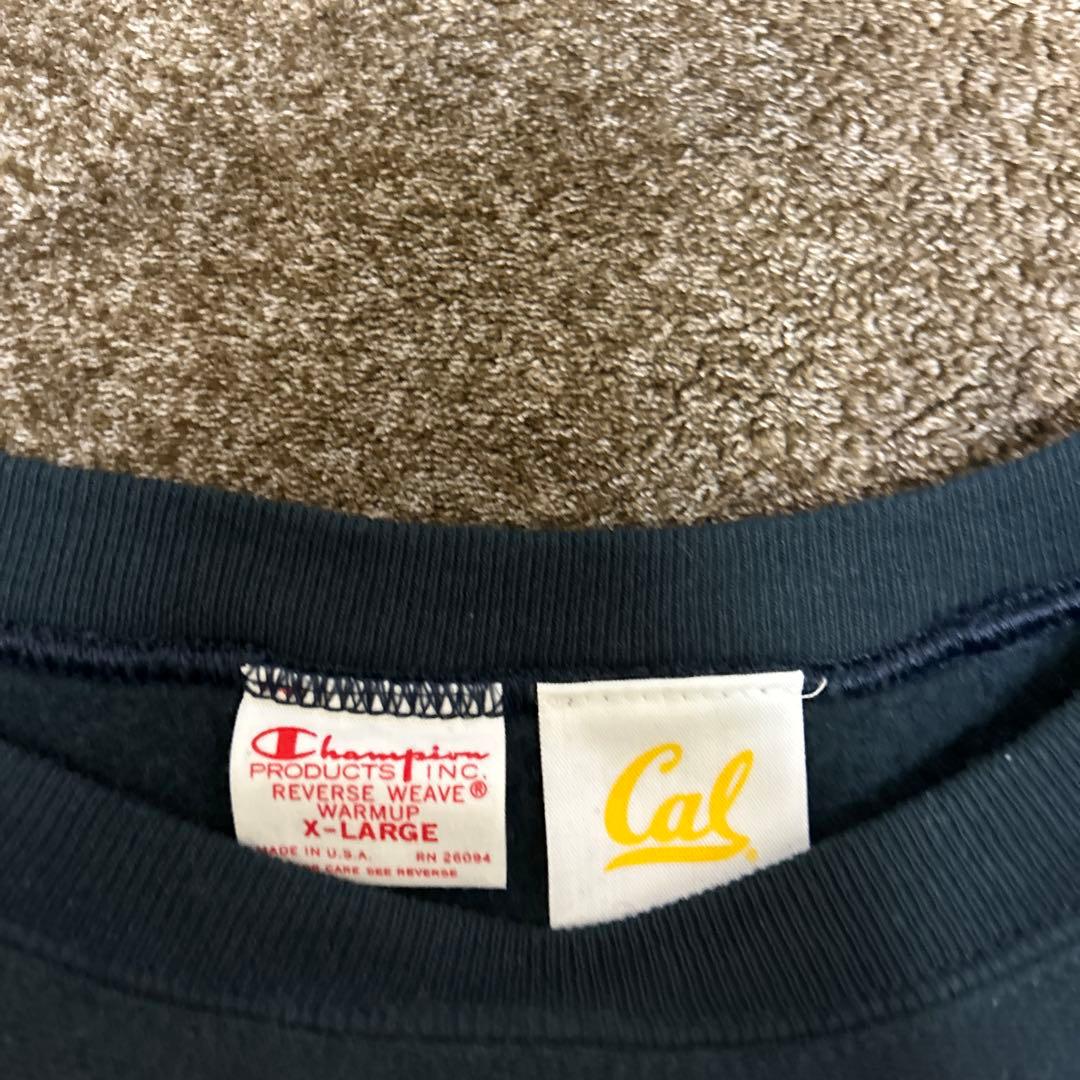 Champion
PRODUCTS INC.
REVERSE WEAVE®
WARMUP
X-LARGE
MADE IN U.S.A. RN 26094
CARE SEE REVERSE
Cal